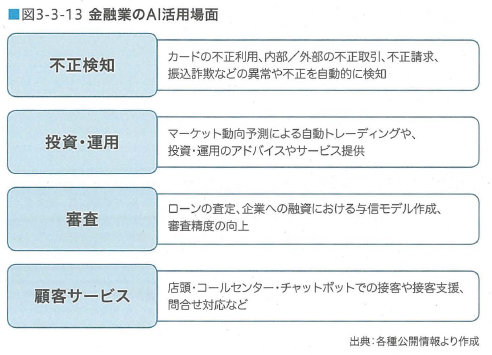 ■図3-3-13 金融業のAI活用場面
不正検知
カードの不正利用、内部／外部の不正取引、不正請求、
振込詐欺などの異常や不正を自動的に検知
投資・運用
マーケット動向予測による自動トレーディングや、
投資・運用のアドバイスやサービス提供
審査
ローンの査定、企業への融資における与信モデル作成、
審査精度の向上
顧客サービス
店頭・コールセンター・チャットボットでの接客や接客支援、
問合せ対応など
出典：各種公開情報より作成